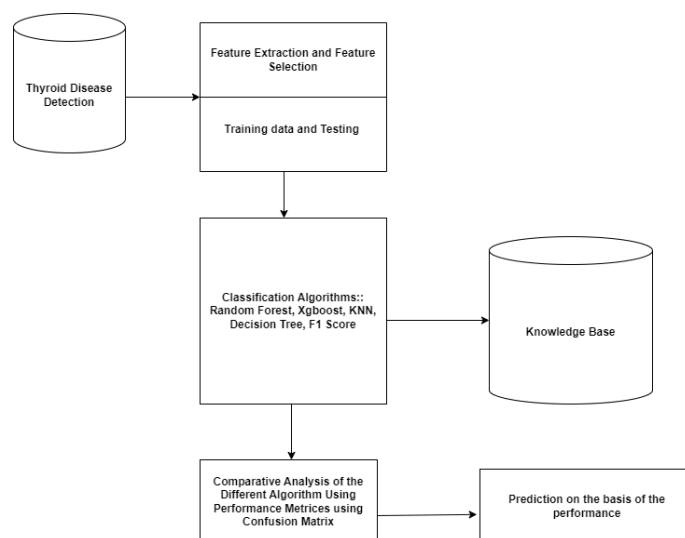 Feature Extraction and Feature
Selection
Thyroid Disease
Detection
Training data and Testing
Classification Algorithms::
Random Forest, Xgboost, KNN,
Decision Tree, F1 Score
Knowledge Base
Comparative Analysis of the
Different Algorithm Using
Performance Metrices using
Confusion Matrix
Prediction on the basis of the
performance